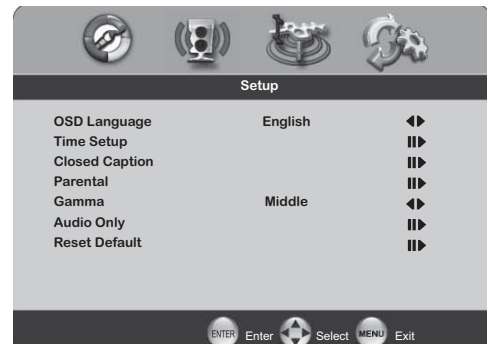 Setup
OSD Language English
Time Setup
Closed Caption
Parental
Gamma Middle
Audio Only
Reset Default
ENTER Enter Select MENU Exit